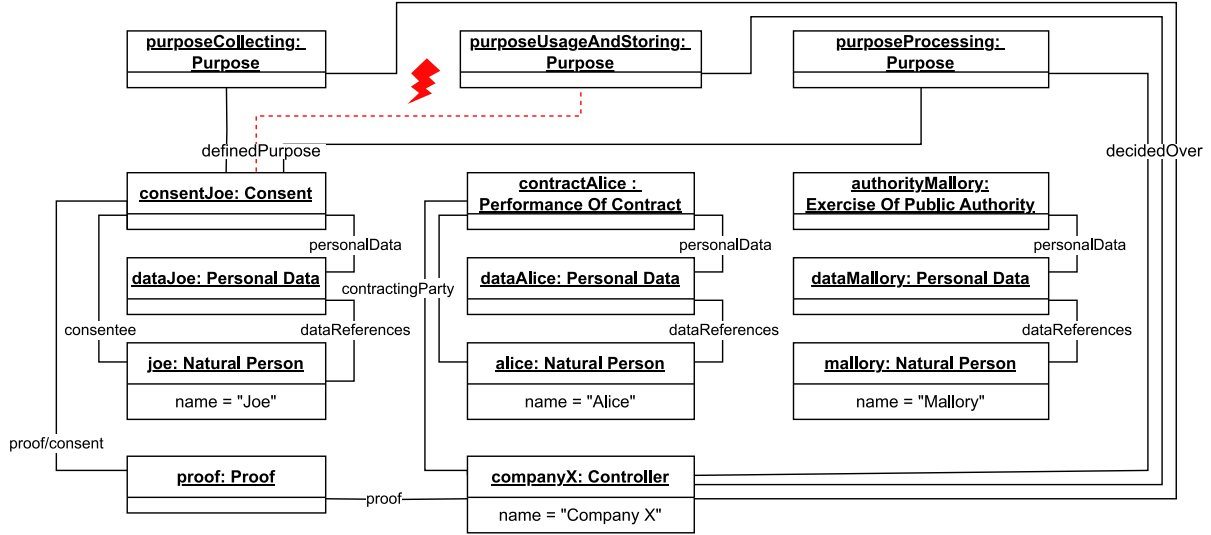 purposeCollecting:
Purpose
purposeUsageAndStoring:
Purpose
purposeProcessing:
Purpose
definedPurpose
decidedOver
consentJoe: Consent
contractAlice :
Performance Of Contract
authorityMallory:
Exercise Of Public Authority
personalData
personalData
personalData
dataJoe: Personal Data
dataAlice: Personal Data
dataMallory: Personal Data
contractingParty
consentee
dataReferences
dataReferences
dataReferences
joe: Natural Person
alice: Natural Person
mallory: Natural Person
name = "Joe"
name = "Alice"
name = "Mallory"
proof/consent
proof: Proof
companyX: Controller
proof
name = "Company X"